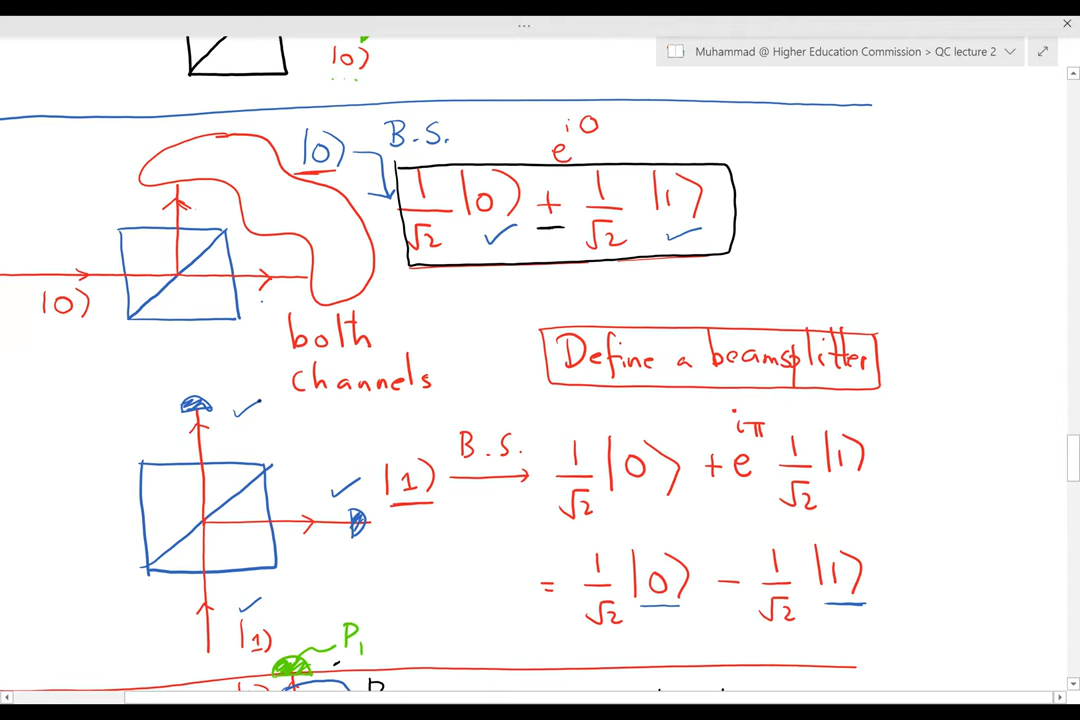 Muhammad @ Higher Education Commission > QC lecture 2
|0⟩
|0⟩ B.S. e^{i0}
1/√2 |0⟩ + 1/√2 |1⟩
|0⟩
both
channels
Define a beamsplitter
|1⟩ B.S. 1/√2 |0⟩ + e^{iπ} 1/√2 |1⟩
= 1/√2 |0⟩ - 1/√2 |1⟩
|1⟩
P₁